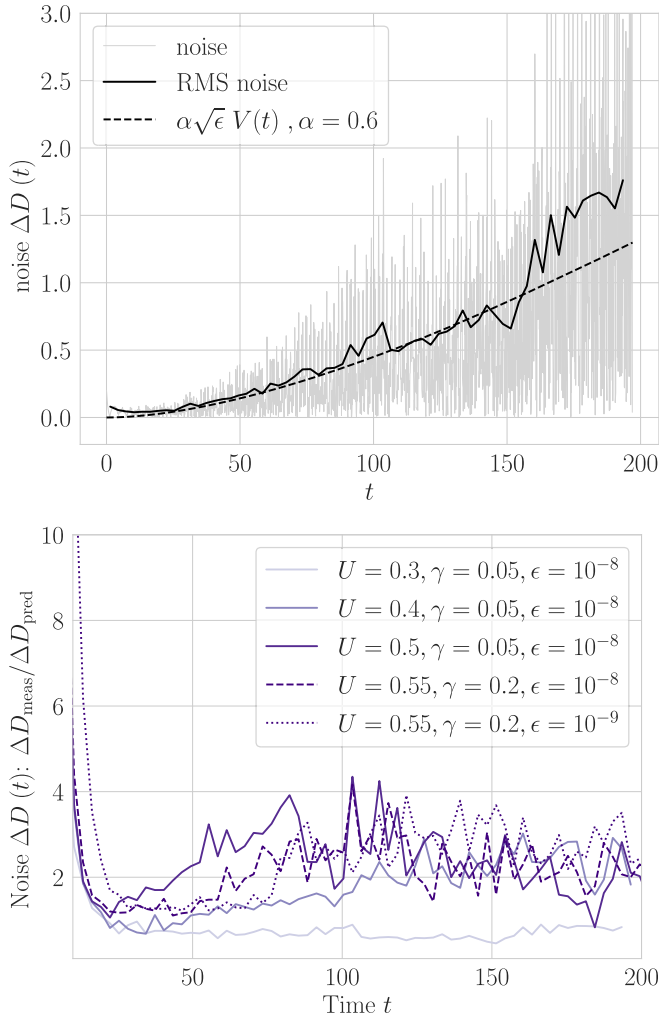 3.0
2.5
2.0
1.5
1.0
0.5
0.0
noise ΔD (t)
noise
RMS noise
α√ϵ V(t) , α = 0.6
0 50 100 150 200
t
10
8
6
4
2
Noise ΔD (t): ΔD_meas/ΔD_pred
U = 0.3, γ = 0.05, ϵ = 10⁻⁸
U = 0.4, γ = 0.05, ϵ = 10⁻⁸
U = 0.5, γ = 0.05, ϵ = 10⁻⁸
U = 0.55, γ = 0.2, ϵ = 10⁻⁸
U = 0.55, γ = 0.2, ϵ = 10⁻⁹
50 100 150 200
Time t